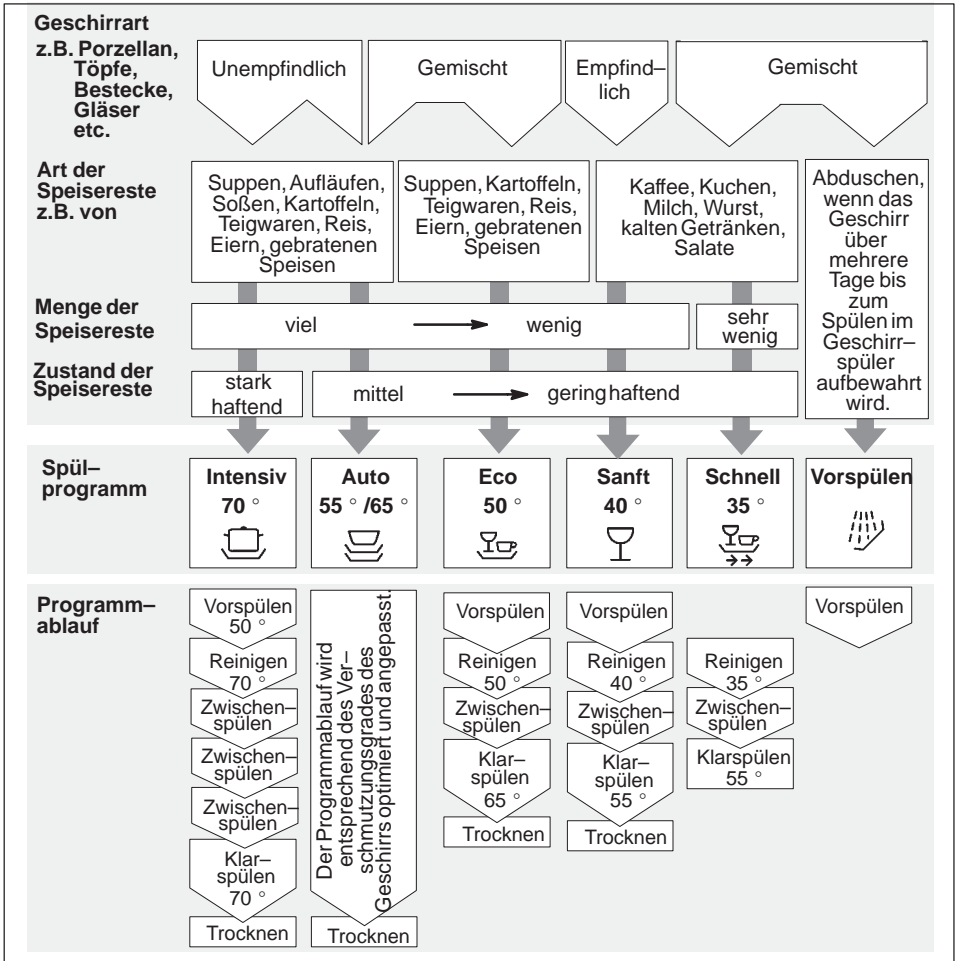 Geschirrart
z.B. Porzellan,
Töpfe,
Bestecke,
Gläser
etc.
Unempfindlich
Gemischt
Empfind–
lich
Gemischt
Art der
Speisereste
z.B. von
Suppen, Aufläufen,
Soßen, Kartoffeln,
Teigwaren, Reis,
Eiern, gebratenen
Speisen
Suppen, Kartoffeln,
Teigwaren, Reis,
Eiern, gebratenen
Speisen
Kaffee, Kuchen,
Milch, Wurst,
kalten Getränken,
Salate
Abduschen,
wenn das
Geschirr
über
mehrere
Tage bis
zum
Spülen im
Geschirr–
spüler
aufbewahrt
wird.
Menge der
Speisereste
viel
wenig
sehr
wenig
Zustand der
Speisereste
stark
haftend
mittel
gering haftend
Spül–
programm
Intensiv
70 °
Auto
55 ° /65 °
Eco
50 °
Sanft
40 °
Schnell
35 °
Vorspülen
Programm–
ablauf
Vorspülen
50 °
Reinigen
70 °
Zwischen–
spülen
Zwischen–
spülen
Zwischen–
spülen
Klar–
spülen
70 °
Trocknen
Der Programmablauf wird
entsprechend des Ver–
schmutzungsgrades des
Geschirrs optimiert und angepasst.
Trocknen
Vorspülen
Reinigen
50 °
Zwischen–
spülen
Klar–
spülen
65 °
Trocknen
Vorspülen
Reinigen
40 °
Zwischen–
spülen
Klar–
spülen
55 °
Trocknen
Reinigen
35 °
Zwischen–
spülen
Klarspülen
55 °
Vorspülen